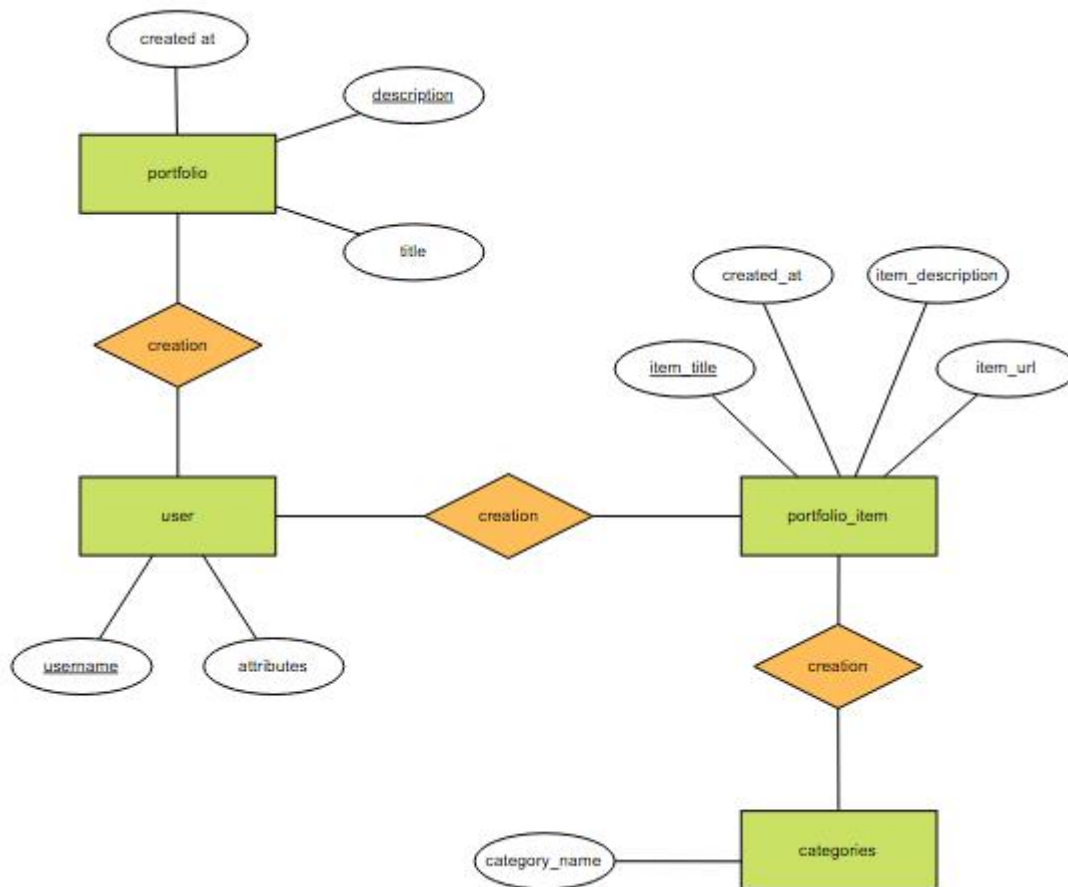 created at
description
portfolio
title
creation
created_at
item_description
item_title
item_url
user
creation
portfolio_item
username
attributes
creation
category_name
categories